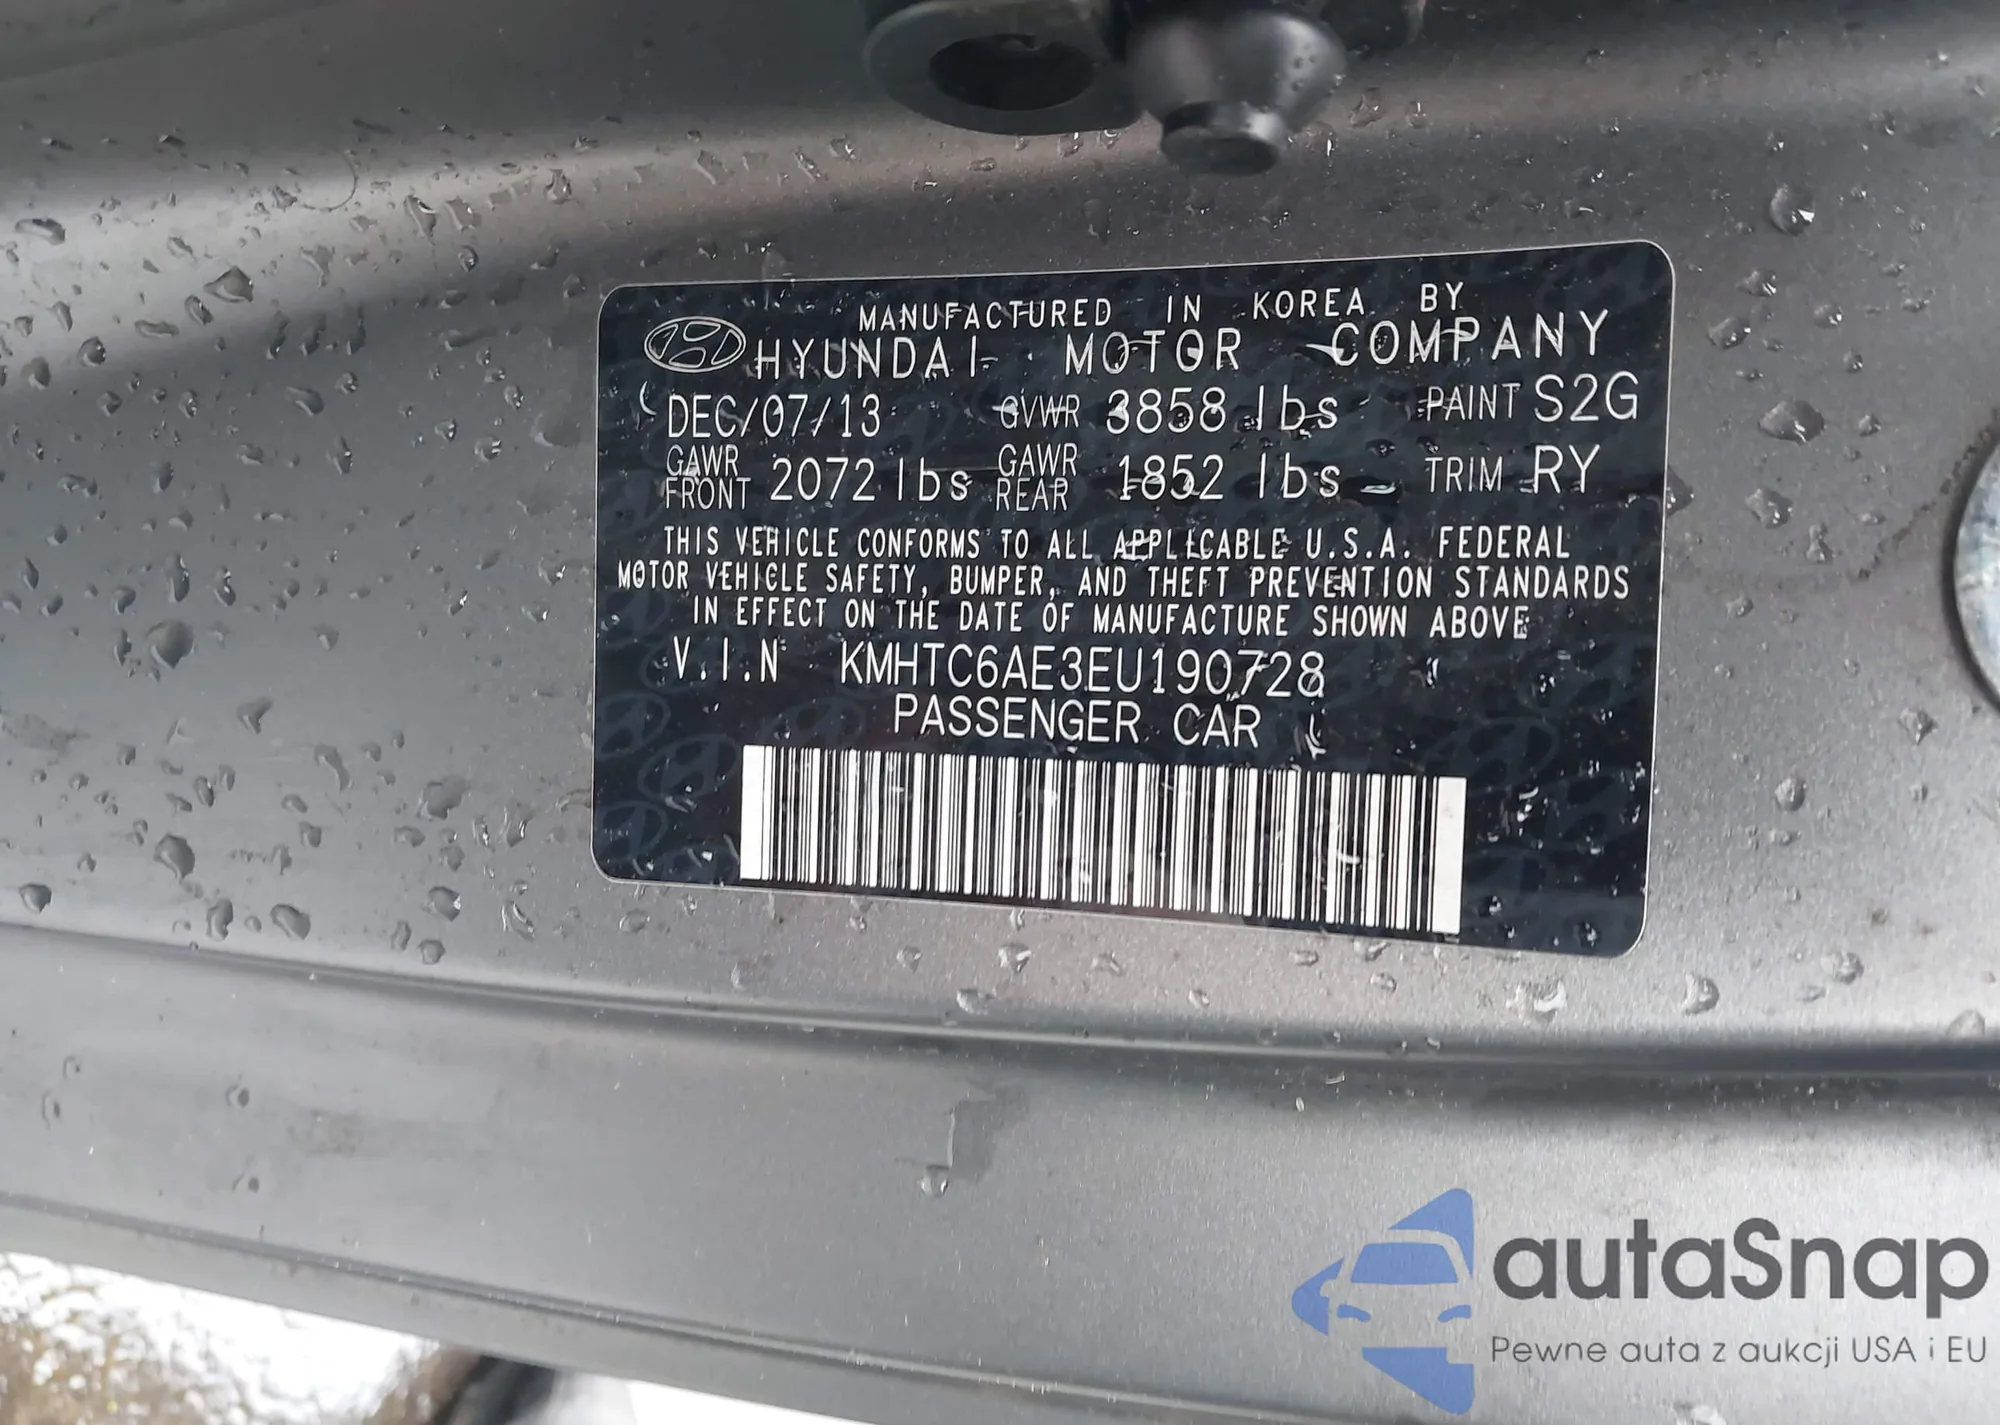 MANUFACTURED IN KOREA BY
HYUNDAI MOTOR COMPANY
DEC/07/13 GVWR 3858 lbs PAINT S2G
GAWR FRONT 2072 lbs GAWR REAR 1852 lbs TRIM RY
THIS VEHICLE CONFORMS TO ALL APPLICABLE U.S.A. FEDERAL
MOTOR VEHICLE SAFETY, BUMPER, AND THEFT PREVENTION STANDARDS
IN EFFECT ON THE DATE OF MANUFACTURE SHOWN ABOVE
V.I.N KMHTC6AE3EU190728
PASSENGER CAR
autaSnap
Pewne auta z aukcji USA i EU